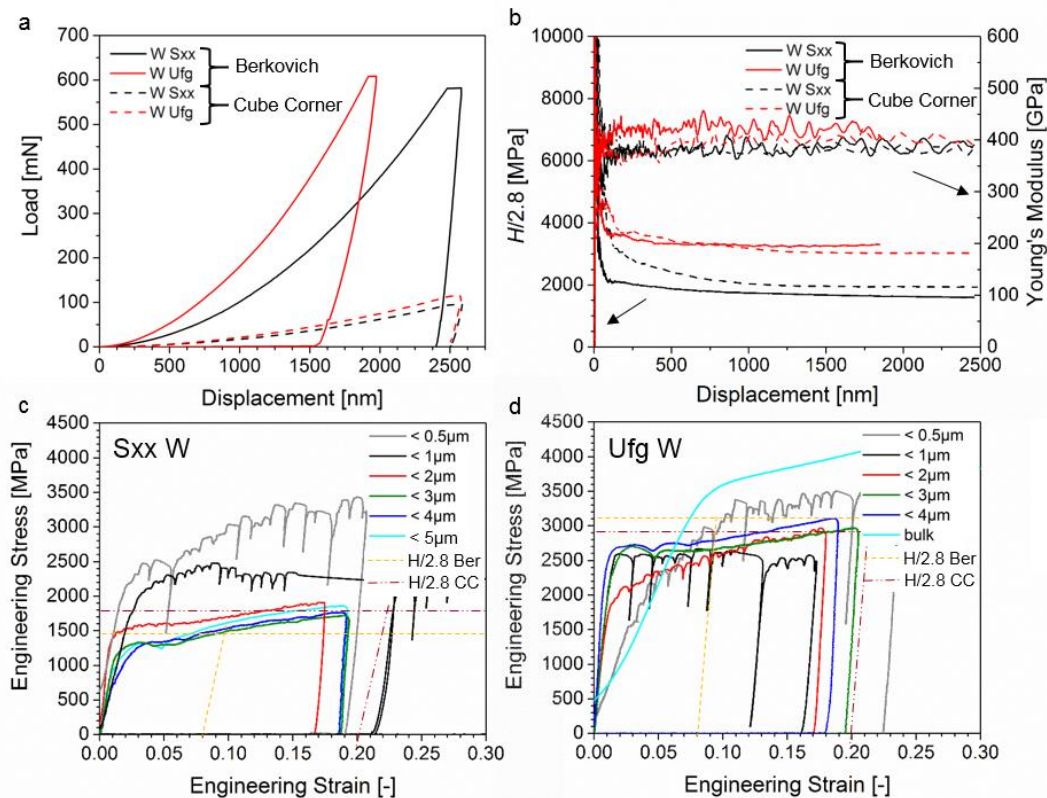 a
700
600
500
400
300
200
100
0
Load [mN]
W Sxx
W Ufg
Berkovich
W Sxx
W Ufg
Cube Corner
0 500 1000 1500 2000 2500
Displacement [nm]
b
10000
8000
6000
4000
2000
0
H/2.8 [MPa]
W Sxx
W Ufg
Berkovich
W Sxx
W Ufg
Cube Corner
600
500
400
300
200
100
0
Young's Modulus [GPa]
0 500 1000 1500 2000 2500
Displacement [nm]
c
Sxx W
4500
4000
3500
3000
2500
2000
1500
1000
500
0
Engineering Stress [MPa]
< 0.5µm
< 1µm
< 2µm
< 3µm
< 4µm
< 5µm
H/2.8 Ber
H/2.8 CC
0.00 0.05 0.10 0.15 0.20 0.25 0.30
Engineering Strain [-]
d
Ufg W
4500
4000
3500
3000
2500
2000
1500
1000
500
0
Engineering Stress [MPa]
< 0.5µm
< 1µm
< 2µm
< 3µm
< 4µm
bulk
H/2.8 Ber
H/2.8 CC
0.00 0.05 0.10 0.15 0.20 0.25 0.30
Engineering Strain [-]